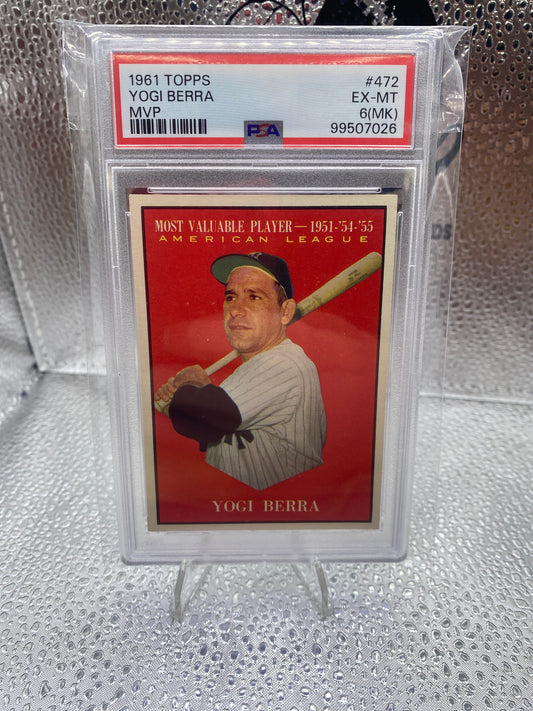 1961 TOPPS #472
YOGI BERRA EX-MT
MVP 6(MK)
99507026
PSA
MOST VALUABLE PLAYER—1951-'54-'55
AMERICAN LEAGUE
YOGI BERRA